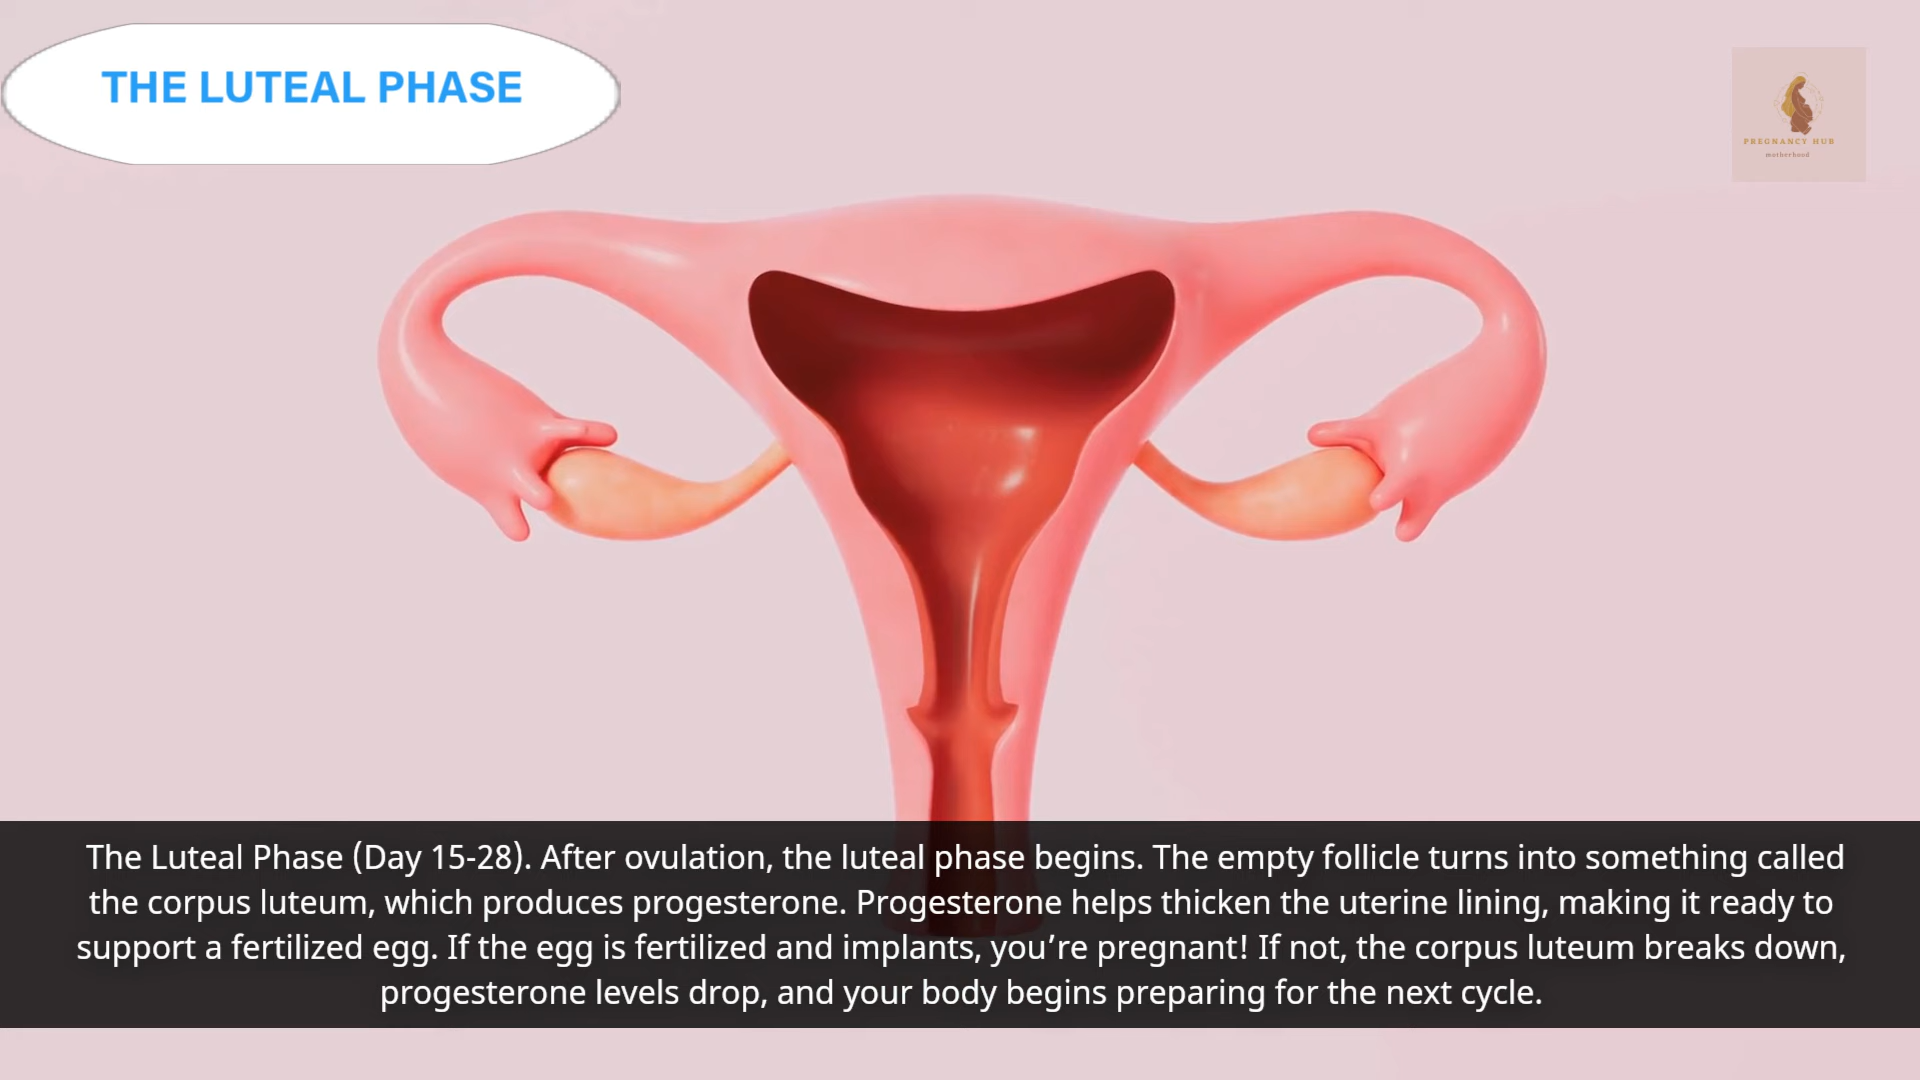 THE LUTEAL PHASE
PREGNANCY HUB
motherhood
The Luteal Phase (Day 15-28). After ovulation, the luteal phase begins. The empty follicle turns into something called
the corpus luteum, which produces progesterone. Progesterone helps thicken the uterine lining, making it ready to
support a fertilized egg. If the egg is fertilized and implants, you’re pregnant! If not, the corpus luteum breaks down,
progesterone levels drop, and your body begins preparing for the next cycle.